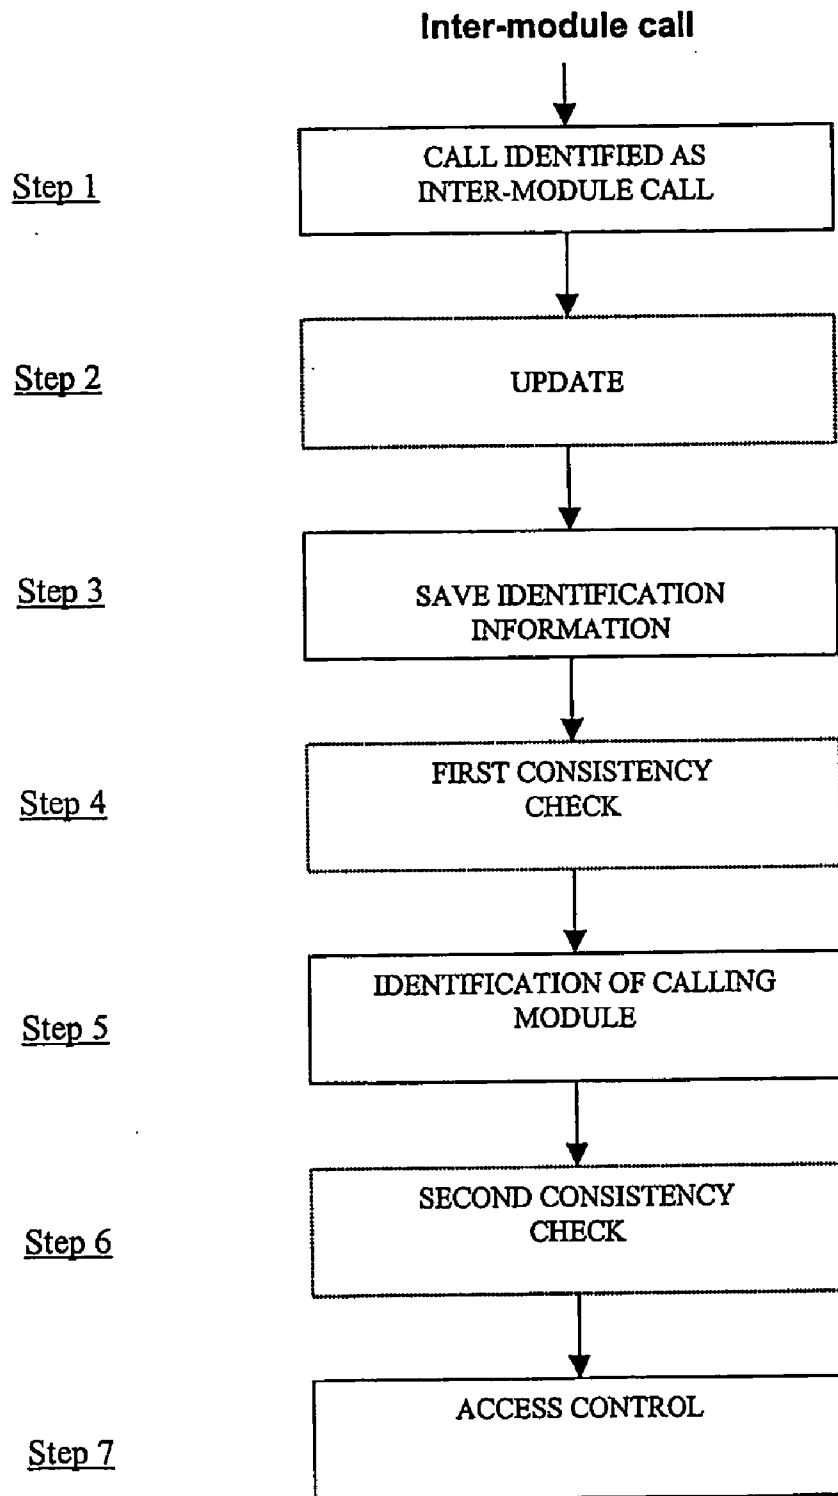 Inter-module call
Step 1
CALL IDENTIFIED AS
INTER-MODULE CALL
Step 2
UPDATE
Step 3
SAVE IDENTIFICATION
INFORMATION
Step 4
FIRST CONSISTENCY
CHECK
Step 5
IDENTIFICATION OF CALLING
MODULE
Step 6
SECOND CONSISTENCY
CHECK
Step 7
ACCESS CONTROL